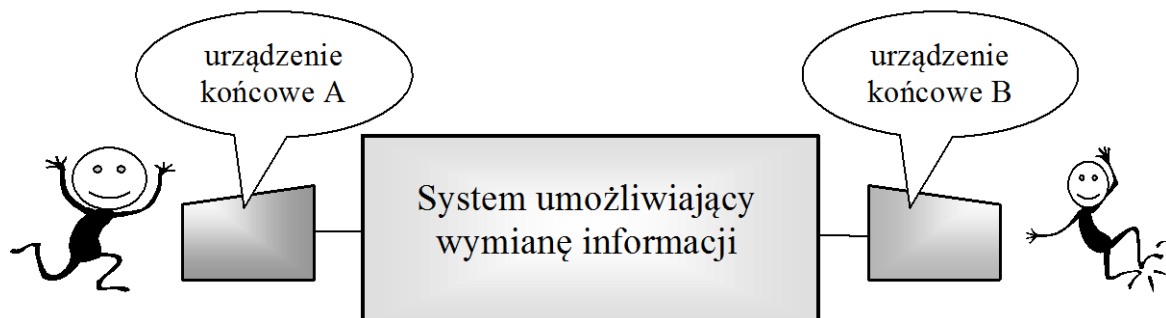 urządzenie
końcowe A
urządzenie
końcowe B
System umożliwiający
wymianę informacji